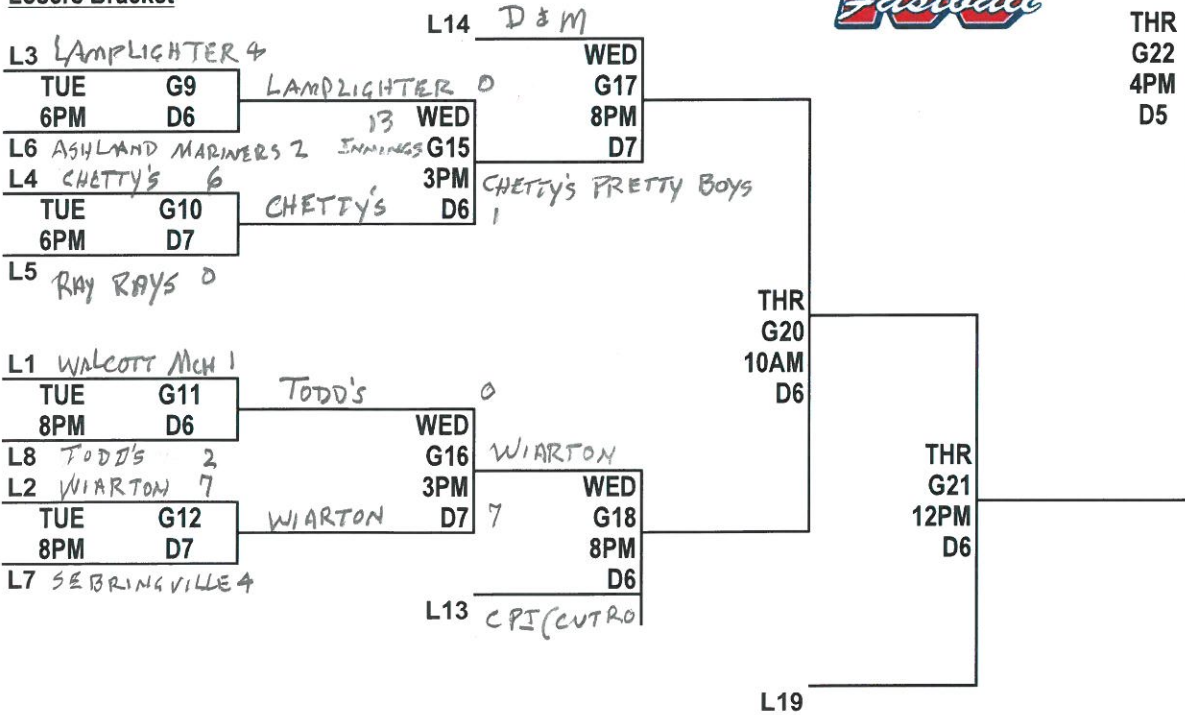 Losers Bracket
Fastball
L14 D & M
THR
G22
4PM
D5
L3 LAMPLIGHTER 4
TUE G9
6PM D6
L6 ASHLAND MARINERS 2
LAMPLIGHTER 0
13 INNINGS
WED
G15
3PM
D6
WED
G17
8PM
D7
L4 CHETTY'S 6
TUE G10
6PM D7
L5 RAY RAYS 0
CHETTY'S
CHETTY'S PRETTY BOYS
1
THR
G20
10AM
D6
L1 WALCOTT MCH 1
TUE G11
8PM D6
L8 TODD'S 2
TODD'S 0
WED
G16
3PM
D7
L2 WIARTON 7
TUE G12
8PM D7
L7 SEBRINGVILLE 4
WIARTON 7
WIARTON
WED
G18
8PM
D6
L13 CPI (CUTRO
THR
G21
12PM
D6
L19